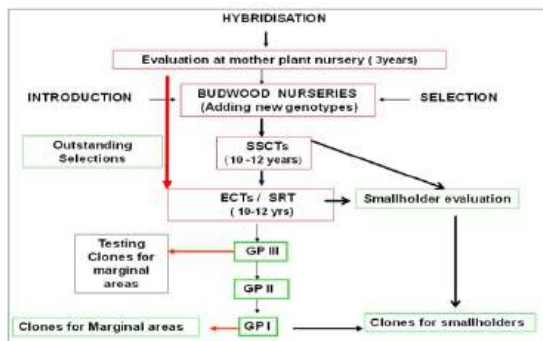 HYBRIDISATION
Evaluation at mother plant nursery ( 3years)
INTRODUCTION
BUDWOOD NURSERIES
(Adding new genotypes)
SELECTION
Outstanding
Selections
SSCTs
(10 -12 years)
ECTs / SRT
( 10-12 yrs)
Smallholder evaluation
Testing
Clones for
marginal
areas
GP III
GP II
Clones for Marginal areas
GP I
Clones for smallholders